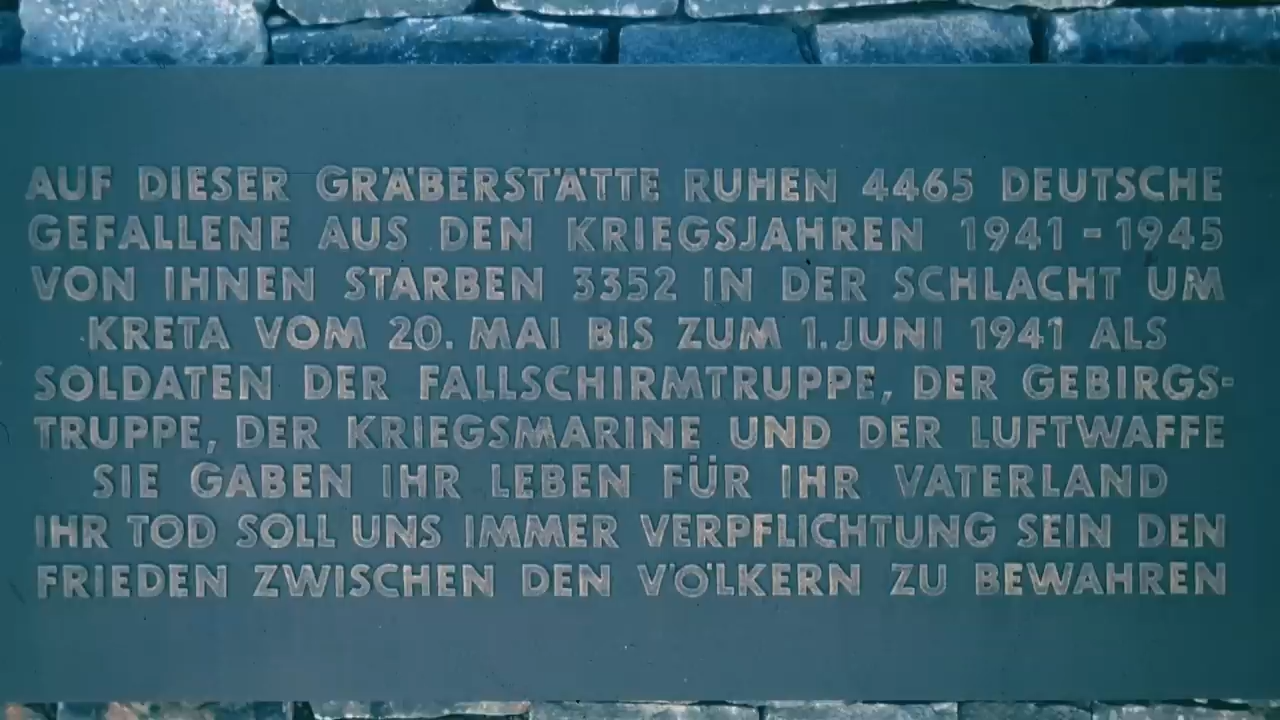 AUF DIESER GRÄBERSTÄTTE RUHEN 4465 DEUTSCHE
GEFALLENE AUS DEN KRIEGSJAHREN 1941 - 1945
VON IHNEN STARBEN 3352 IN DER SCHLACHT UM
KRETA VOM 20. MAI BIS ZUM 1. JUNI 1941 ALS
SOLDATEN DER FALLSCHIRMTRUPPE, DER GEBIRGS-
TRUPPE, DER KRIEGSMARINE UND DER LUFTWAFFE
SIE GABEN IHR LEBEN FÜR IHR VATERLAND
IHR TOD SOLL UNS IMMER VERPFLICHTUNG SEIN DEN
FRIEDEN ZWISCHEN DEN VÖLKERN ZU BEWAHREN